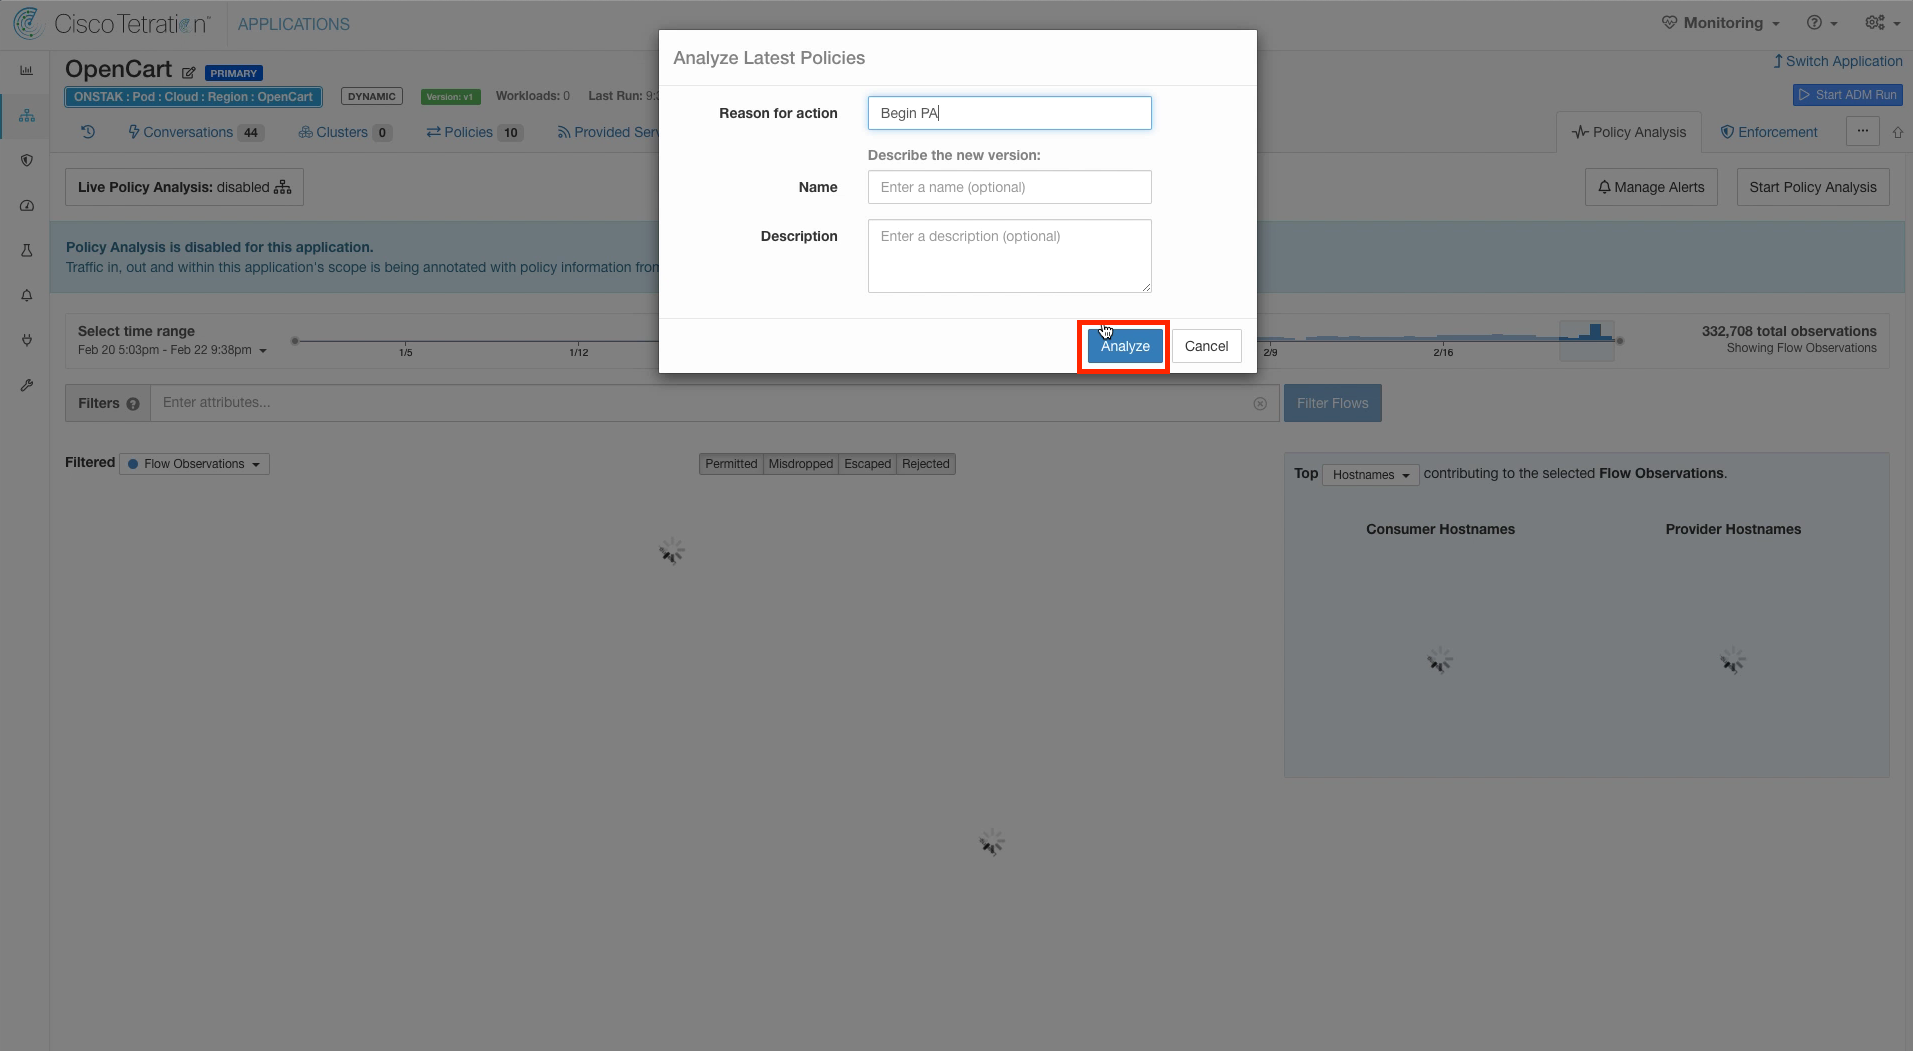 Cisco Tetration APPLICATIONS
Monitoring
OpenCart PRIMARY
Switch Application
ONSTAK : Pod : Cloud : Region : OpenCart DYNAMIC Version: v1 Workloads: 0 Last Run: 9:
Start ADM Run
Conversations 44 Clusters 0 Policies 10 Provided Ser
Policy Analysis Enforcement ...
Live Policy Analysis: disabled
Manage Alerts Start Policy Analysis
Policy Analysis is disabled for this application.
Traffic in, out and within this application's scope is being annotated with policy information
Analyze Latest Policies
Reason for action Begin PA
Describe the new version:
Name Enter a name (optional)
Description Enter a description (optional)
Analyze Cancel
Select time range
Feb 20 5:03pm - Feb 22 9:38pm
1/5 1/12 2/9 2/16
332,708 total observations
Showing Flow Observations
Filters ? Enter attributes...
Filter Flows
Filtered Flow Observations
Permitted Misdropped Escaped Rejected
Top Hostnames contributing to the selected Flow Observations.
Consumer Hostnames Provider Hostnames